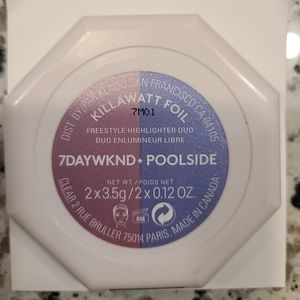 DIST. BY/PAR KENDO SAN FRANCISCO CA 94105
KILLAWATT FOIL
7M01
FREESTYLE HIGHLIGHTER DUO
DUO ENLUMINEUR LIBRE
7DAYWKND • POOLSIDE
NET WT./POIDS NET
2 x 3.5g/2 x 0.12 OZ.
9M
CLEAR 2 RUE BRULLER 75014 PARIS. MADE IN CANADA